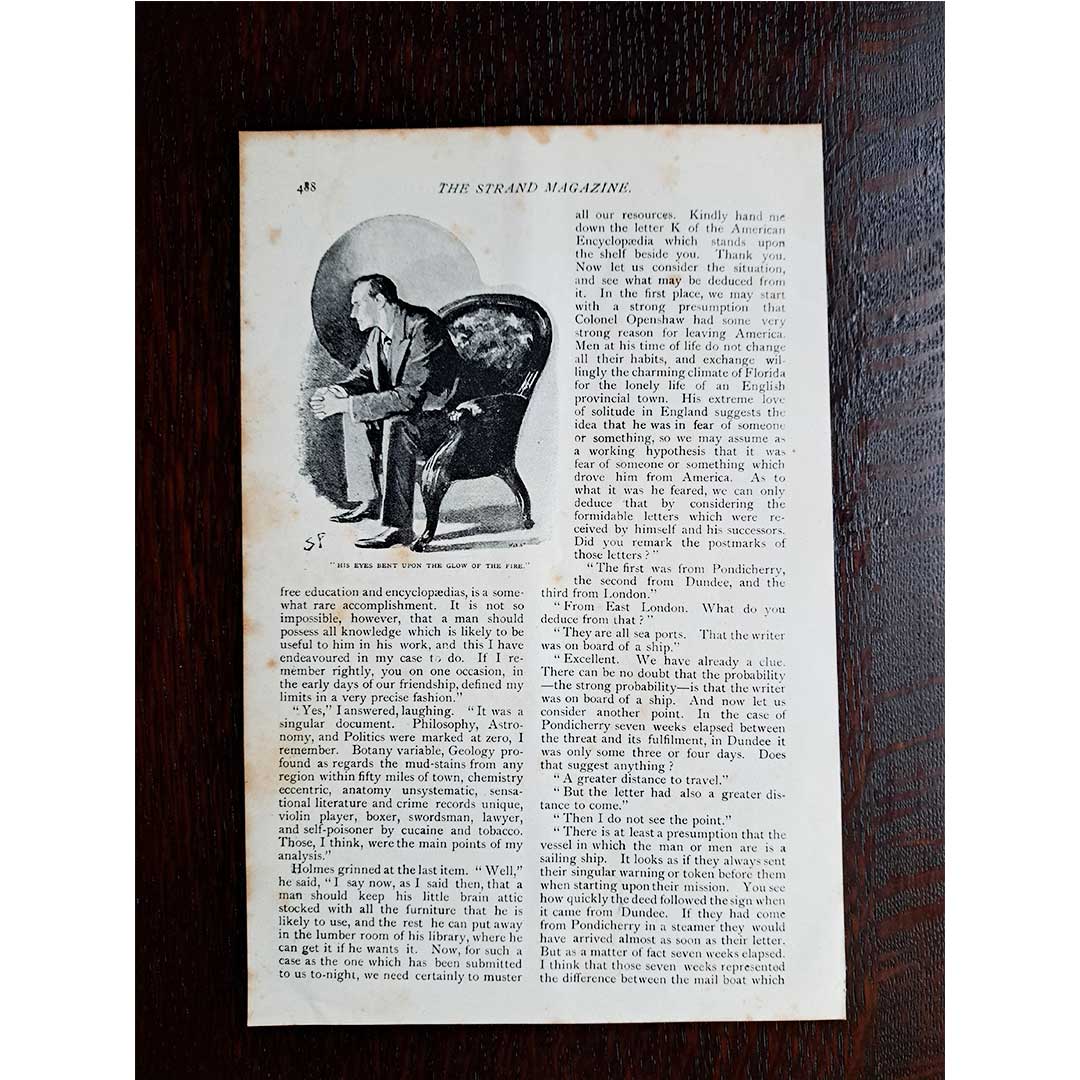 488
THE STRAND MAGAZINE.
SP
"HIS EYES BENT UPON THE GLOW OF THE FIRE."
free education and encyclopædias, is a some-
what rare accomplishment. It is not so
impossible, however, that a man should
possess all knowledge which is likely to be
useful to him in his work, and this I have
endeavoured in my case to do. If I re-
member rightly, you on one occasion, in
the early days of our friendship, defined my
limits in a very precise fashion."
"Yes," I answered, laughing. "It was a
singular document. Philosophy, Astro-
nomy, and Politics were marked at zero, I
remember. Botany variable, Geology pro-
found as regards the mud-stains from any
region within fifty miles of town, chemistry
eccentric, anatomy unsystematic, sensa-
tional literature and crime records unique,
violin player, boxer, swordsman, lawyer,
and self-poisoner by cucaine and tobacco.
Those, I think, were the main points of my
analysis."
Holmes grinned at the last item. "Well,"
he said, "I say now, as I said then, that a
man should keep his little brain attic
stocked with all the furniture that he is
likely to use, and the rest he can put away
in the lumber room of his library, where he
can get it if he wants it. Now, for such a
case as the one which has been submitted
to us to-night, we need certainly to muster
all our resources. Kindly hand me
down the letter K of the American
Encyclopædia which stands upon
the shelf beside you. Thank you.
Now let us consider the situation,
and see what may be deduced from
it. In the first place, we may start
with a strong presumption that
Colonel Openshaw had some very
strong reason for leaving America.
Men at his time of life do not change
all their habits, and exchange wil-
lingly the charming climate of Florida
for the lonely life of an English
provincial town. His extreme love
of solitude in England suggests the
idea that he was in fear of someone
or something, so we may assume as
a working hypothesis that it was
fear of someone or something which
drove him from America. As to
what it was he feared, we can only
deduce that by considering the
formidable letters which were re-
ceived by himself and his successors.
Did you remark the postmarks of
those letters?"
"The first was from Pondicherry,
the second from Dundee, and the
third from London."
"From East London. What do you
deduce from that?"
"They are all sea ports. That the writer
was on board of a ship."
"Excellent. We have already a clue.
There can be no doubt that the probability
—the strong probability—is that the writer
was on board of a ship. And now let us
consider another point. In the case of
Pondicherry seven weeks elapsed between
the threat and its fulfilment, in Dundee it
was only some three or four days. Does
that suggest anything?
"A greater distance to travel."
"But the letter had also a greater dis-
tance to come."
"Then I do not see the point."
"There is at least a presumption that the
vessel in which the man or men are is a
sailing ship. It looks as if they always sent
their singular warning or token before them
when starting upon their mission. You see
how quickly the deed followed the sign when
it came from Dundee. If they had come
from Pondicherry in a steamer they would
have arrived almost as soon as their letter.
But as a matter of fact seven weeks elapsed.
I think that those seven weeks represented
the difference between the mail boat which